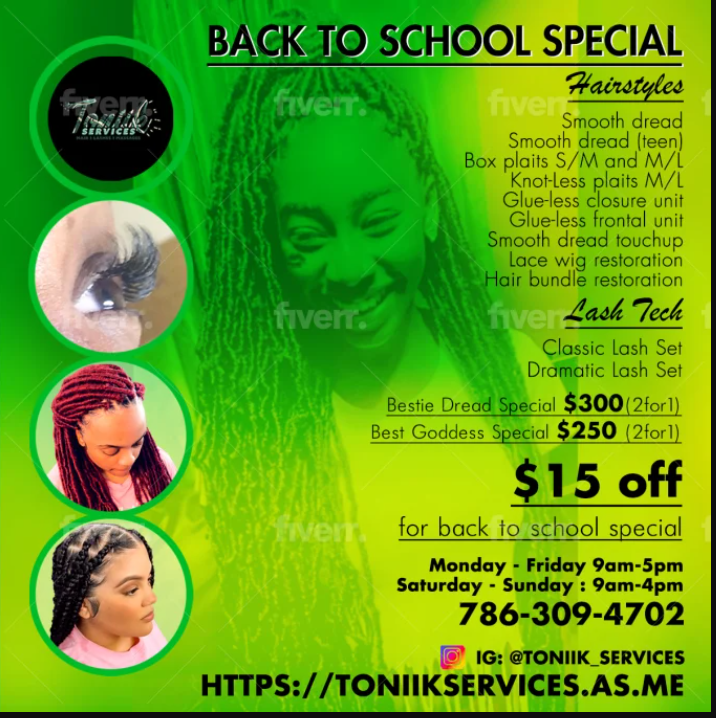 BACK TO SCHOOL SPECIAL
Hairstyles
Smooth dread
Smooth dread (teen)
Box plaits S/M and M/L
Knot-Less plaits M/L
Glue-less closure unit
Glue-less frontal unit
Smooth dread touchup
Lace wig restoration
Hair bundle restoration
Lash Tech
Classic Lash Set
Dramatic Lash Set
Bestie Dread Special $300(2for1)
Best Goddess Special $250 (2for1)
$15 off
for back to school special
Monday - Friday 9am-5pm
Saturday - Sunday : 9am-4pm
786-309-4702
IG: @TONIIK_SERVICES
HTTPS://TONIIKSERVICES.AS.ME
Toniik
SERVICES
fiverr.
fiverr.
fiverr.
fiverr.
fiverr.
fiverr.
fiverr.
fiverr.
fiverr.